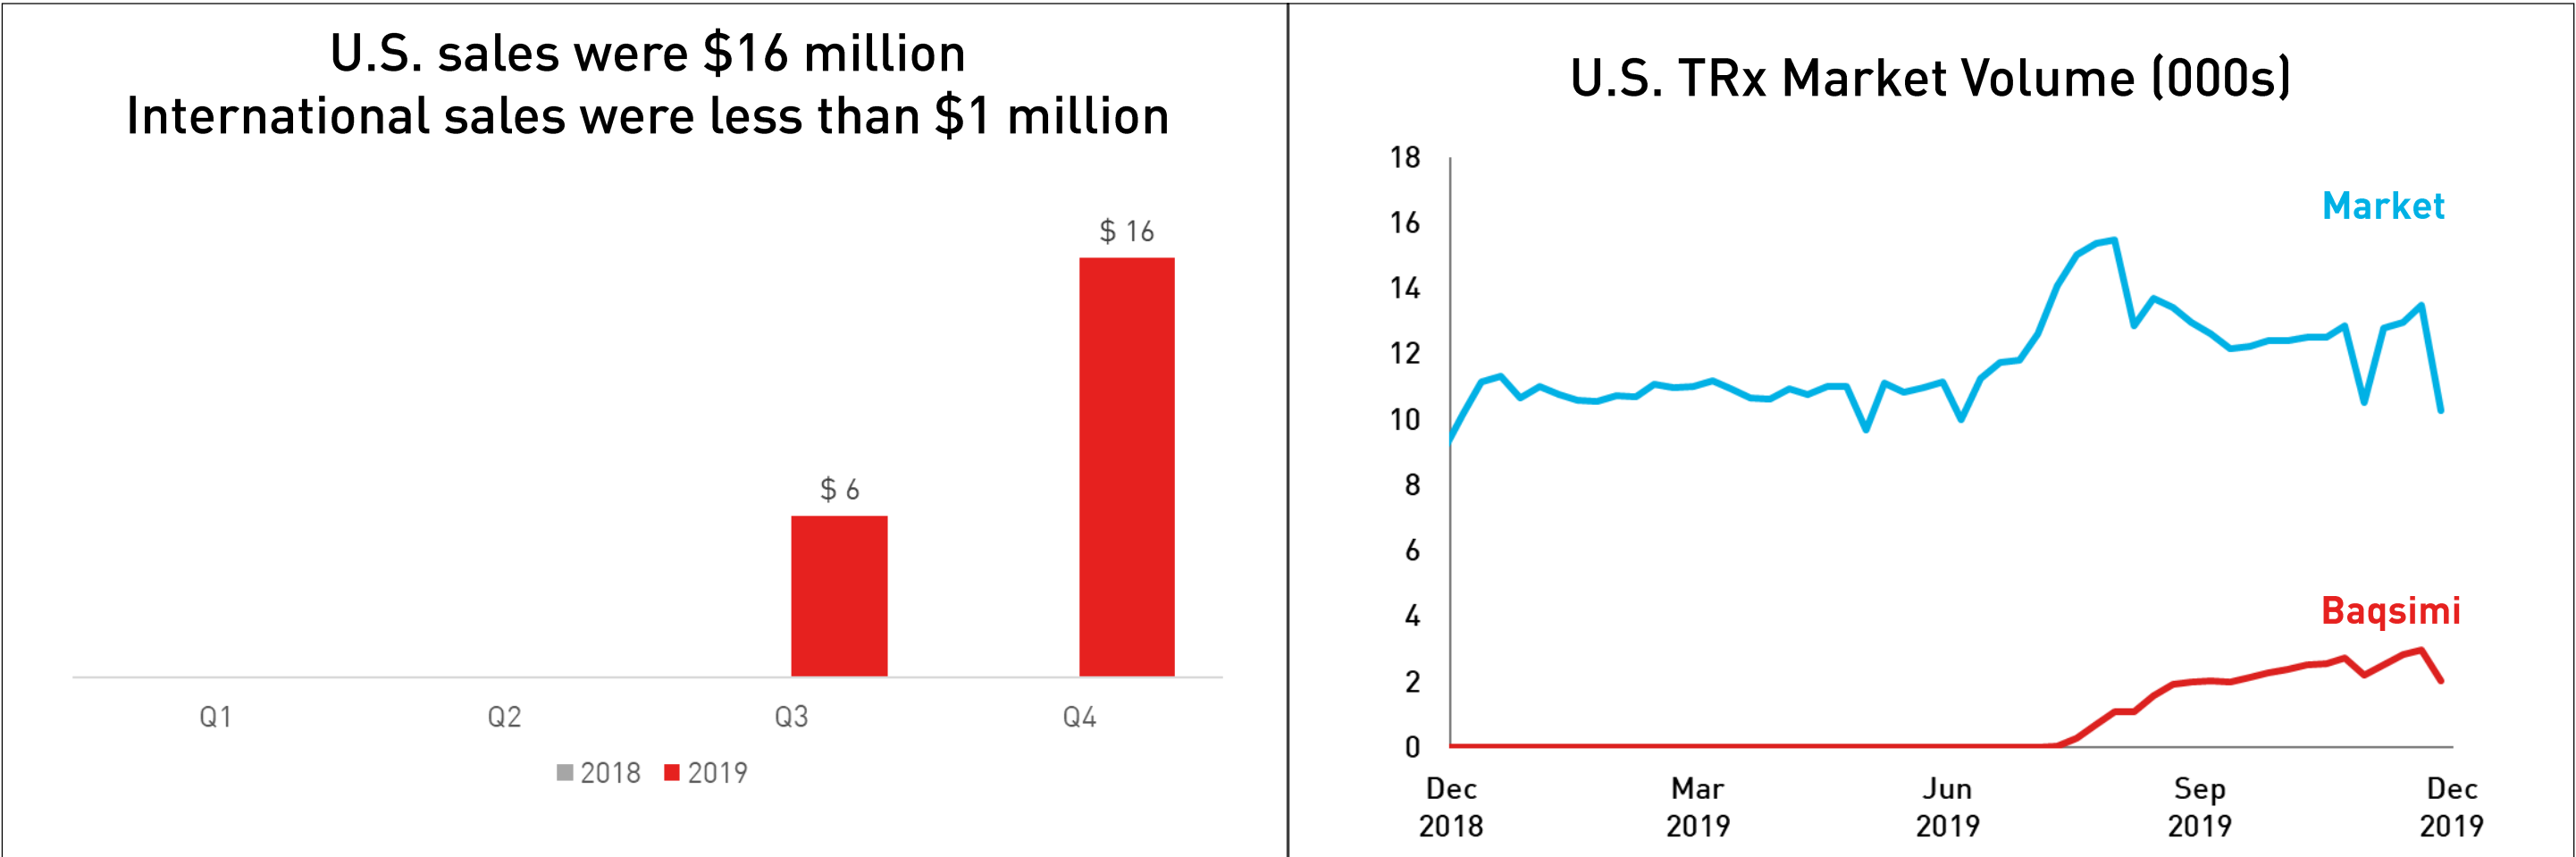 U.S. sales were $16 million
International sales were less than $1 million
$ 16
$ 6
Q1 Q2 Q3 Q4
2018 2019
U.S. TRx Market Volume (000s)
18
16
14
12
10
8
6
4
2
0
Market
Baqsimi
Dec Mar Jun Sep Dec
2018 2019 2019 2019 2019